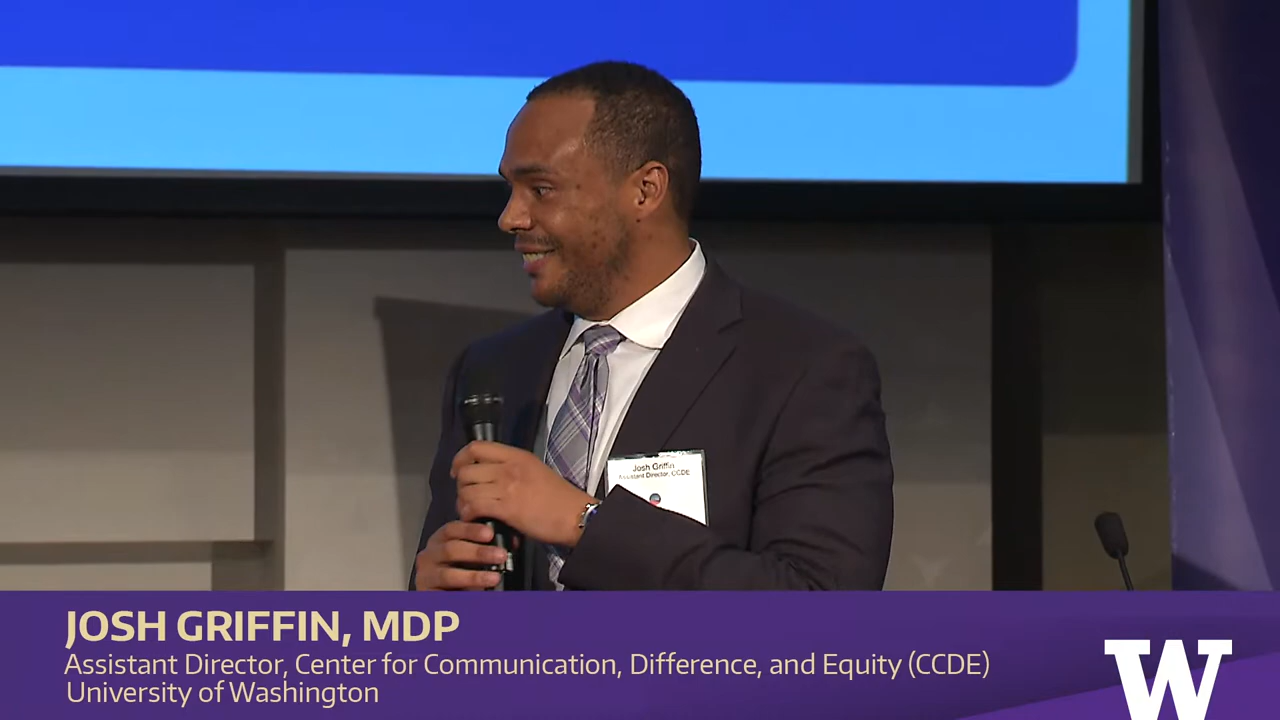 Josh Griffin
Assistant Director, CCDE
JOSH GRIFFIN, MDP
Assistant Director, Center for Communication, Difference, and Equity (CCDE)
University of Washington
W